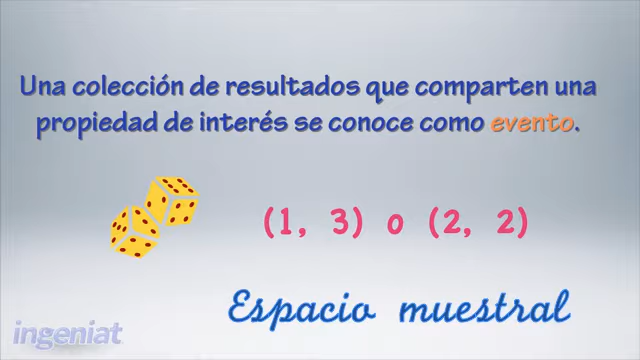 Una colección de resultados que comparten una
propiedad de interés se conoce como evento.
(1, 3) o (2, 2)
Espacio muestral
ingeniat